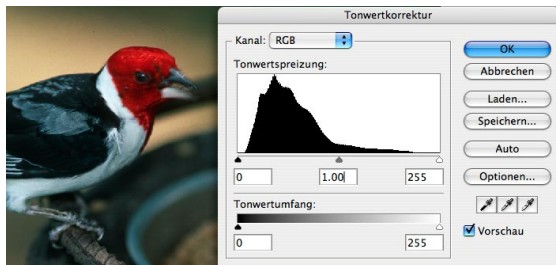 Tonwertkorrektur
Kanal: RGB
OK
Tonwertspreizung:
Abbrechen
Laden...
Speichern...
Auto
0 1.00 255
Optionen...
Tonwertumfang:
Vorschau
0 255